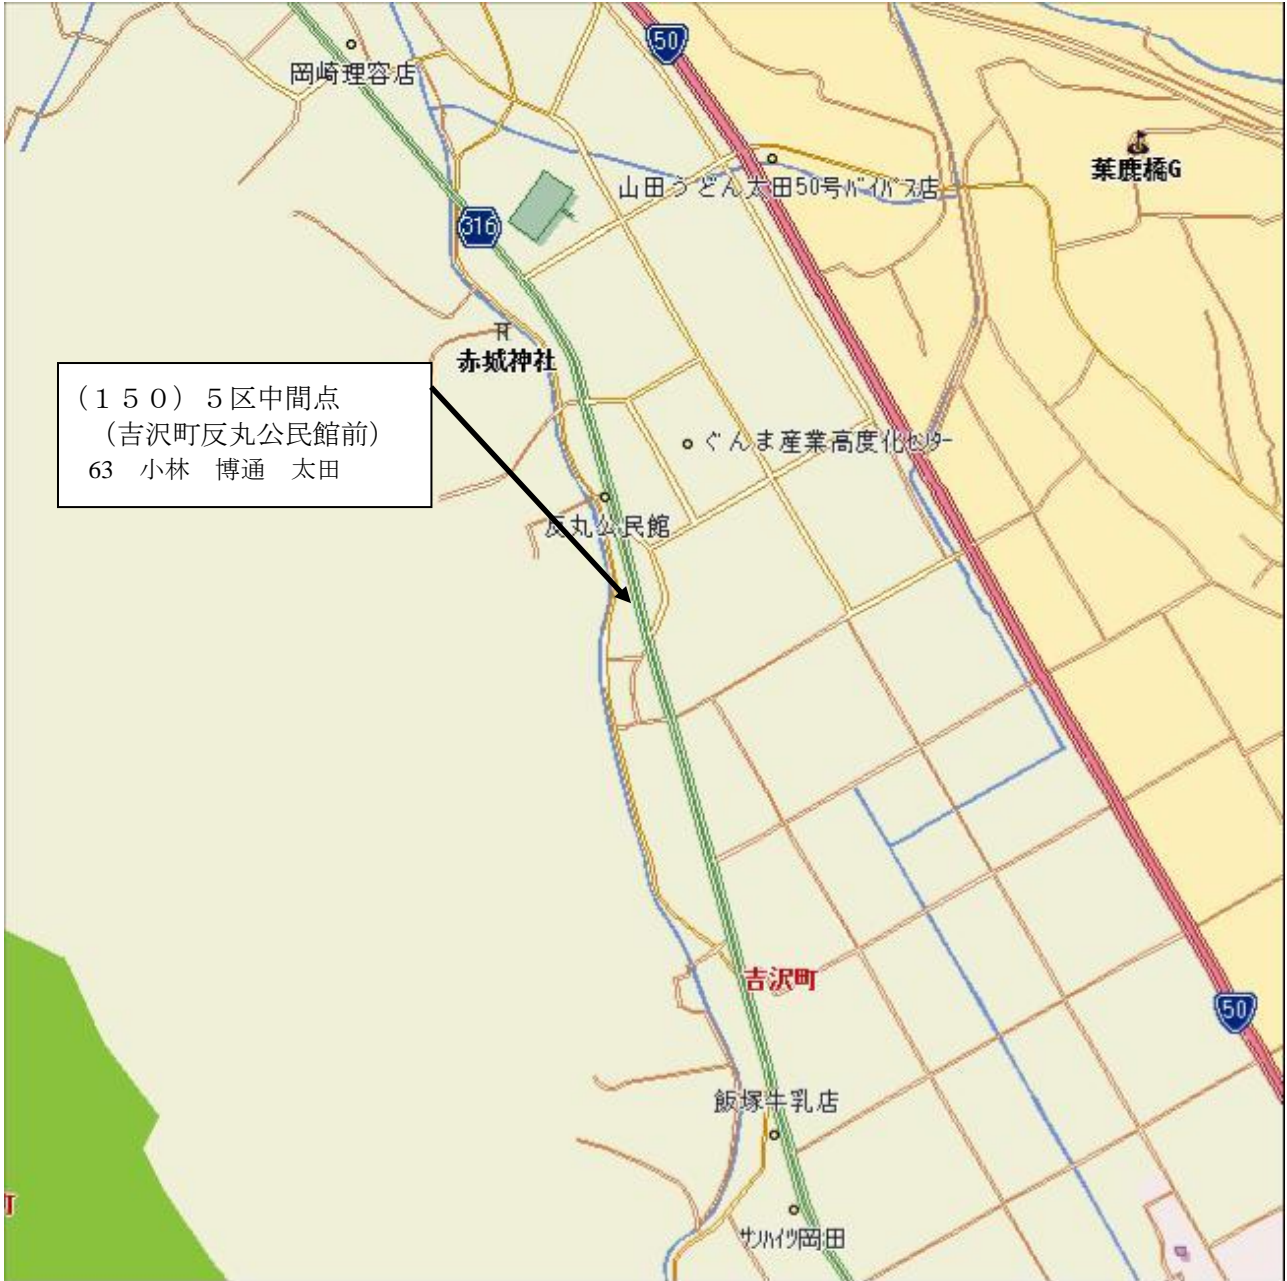 50
岡崎理容店
葉鹿橋G
山田うどん太田50号バイパス店
316
赤城神社
(150) 5区中間点
(吉沢町反丸公民館前)
63 小林 博通 太田
ぐんま産業高度化センター
反丸公民館
吉沢町
50
飯塚牛乳店
町
サンハイツ岡田